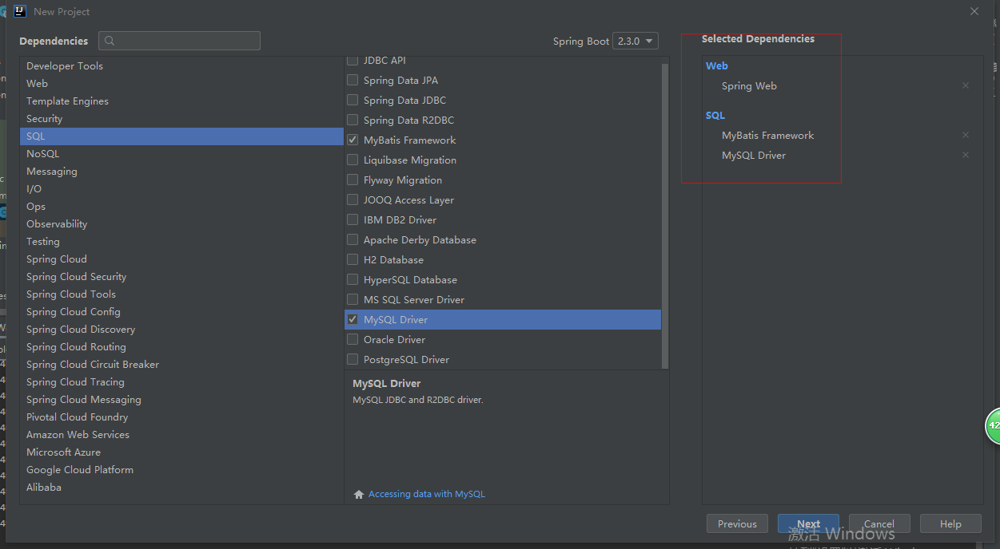 New Project
Dependencies
Spring Boot 2.3.0
Selected Dependencies
Developer Tools
Web
Template Engines
Security
SQL
NoSQL
Messaging
I/O
Ops
Observability
Testing
Spring Cloud
Spring Cloud Security
Spring Cloud Tools
Spring Cloud Config
Spring Cloud Discovery
Spring Cloud Routing
Spring Cloud Circuit Breaker
Spring Cloud Tracing
Spring Cloud Messaging
Pivotal Cloud Foundry
Amazon Web Services
Microsoft Azure
Google Cloud Platform
Alibaba
JDBC API
Spring Data JPA
Spring Data JDBC
Spring Data R2DBC
MyBatis Framework
Liquibase Migration
Flyway Migration
JOOQ Access Layer
IBM DB2 Driver
Apache Derby Database
H2 Database
HyperSQL Database
MS SQL Server Driver
MySQL Driver
Oracle Driver
PostgreSQL Driver
MySQL Driver
MySQL JDBC and R2DBC driver.
Accessing data with MySQL
Web
Spring Web
SQL
MyBatis Framework
MySQL Driver
42
Previous
Next
Cancel
Help
激活 Windows